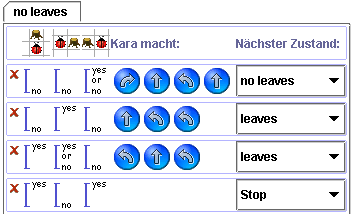 no leaves
Kara macht: Nächster Zustand:
yes
or
no no no no leaves
no yes no leaves
yes yes
or
no no leaves
yes no yes Stop